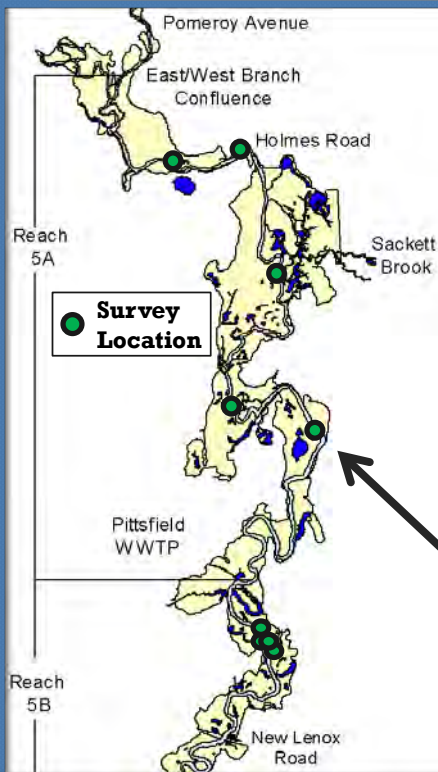 Pomeroy Avenue
East/West Branch
Confluence
Holmes Road
Reach
5A
Sackett
Brook
Survey
Location
Pittsfield
WWTP
Reach
5B
New Lenox
Road